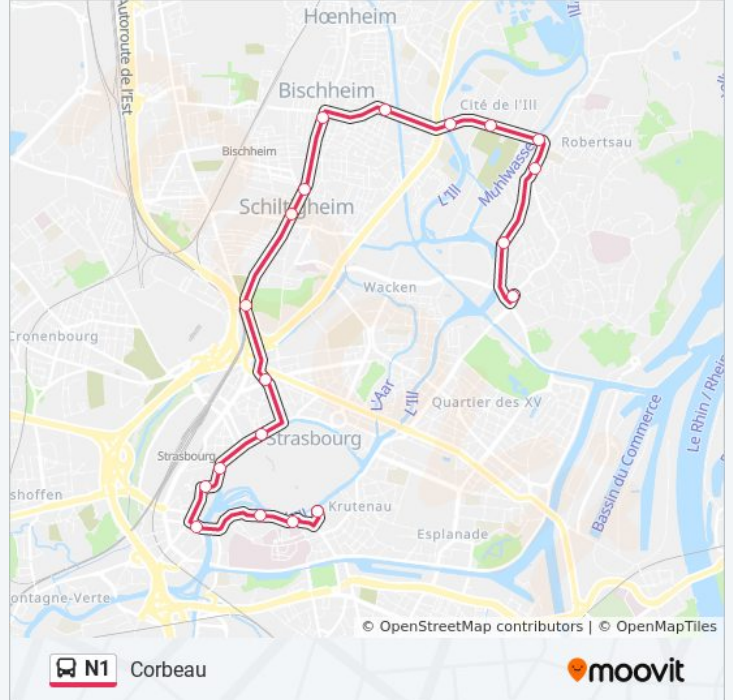 Hœnheim
l'Ill
Autoroute de l'Est
Bischheim
Cité de l'Ill
Robertsau
Bischheim
Muhlwasse
L'Ill
Schiltigheim
Wacken
Cronenbourg
L'Aar
L'Ill
Quartier des XV
Le Rhin / Rhein
Bassin du Commerce
Strasbourg
Strasbourg
shoffen
Krutenau
Esplanade
ontagne-Verte
© OpenStreetMap contributors | © OpenMapTiles
N1 Corbeau
moovit